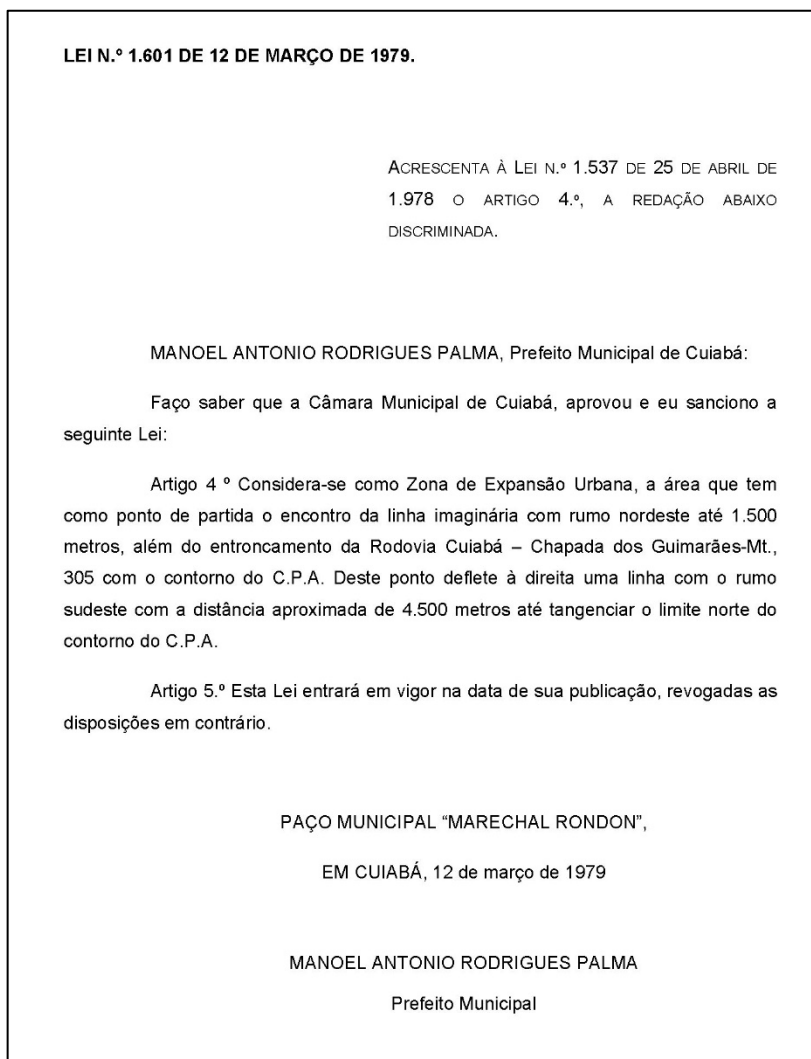 LEI N.º 1.601 DE 12 DE MARÇO DE 1979.
ACRESCENTA À LEI N.º 1.537 DE 25 DE ABRIL DE
1.978 O ARTIGO 4.º, A REDAÇÃO ABAIXO
DISCRIMINADA.
MANOEL ANTONIO RODRIGUES PALMA, Prefeito Municipal de Cuiabá:
Faço saber que a Câmara Municipal de Cuiabá, aprovou e eu sanciono a
seguinte Lei:
Artigo 4 º Considera-se como Zona de Expansão Urbana, a área que tem
como ponto de partida o encontro da linha imaginária com rumo nordeste até 1.500
metros, além do entroncamento da Rodovia Cuiabá – Chapada dos Guimarães-Mt.,
305 com o contorno do C.P.A. Deste ponto deflete à direita uma linha com o rumo
sudeste com a distância aproximada de 4.500 metros até tangenciar o limite norte do
contorno do C.P.A.
Artigo 5.º Esta Lei entrará em vigor na data de sua publicação, revogadas as
disposições em contrário.
PAÇO MUNICIPAL “MARECHAL RONDON”,
EM CUIABÁ, 12 de março de 1979
MANOEL ANTONIO RODRIGUES PALMA
Prefeito Municipal